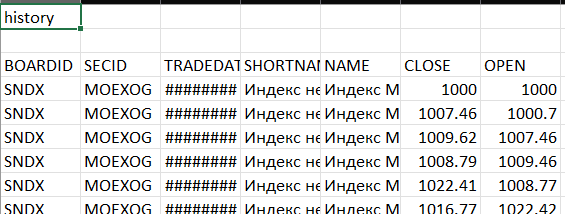 history
BOARDID SECID TRADEDAT SHORTNAM NAME CLOSE OPEN
SNDX MOEXOG ######## Индекс не Индекс М 1000 1000
SNDX MOEXOG ######## Индекс не Индекс М 1007.46 1000.7
SNDX MOEXOG ######## Индекс не Индекс М 1009.62 1007.46
SNDX MOEXOG ######## Индекс не Индекс М 1008.79 1009.46
SNDX MOEXOG ######## Индекс не Индекс М 1022.41 1008.77
SNDX MOEXOG ######## Индекс не Индекс М 1016.77 1022.42